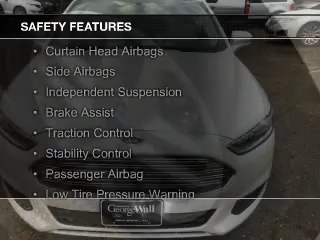 SAFETY FEATURES
• Curtain Head Airbags
• Side Airbags
• Independent Suspension
• Brake Assist
• Traction Control
• Stability Control
• Passenger Airbag
• Low Tire Pressure Warning
George Wall